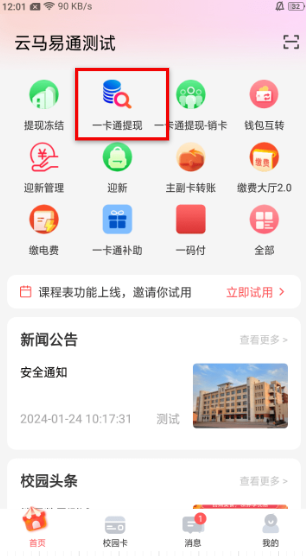 12:01 90 KB/s
云马易通测试
提现冻结 一卡通提现 一卡通提现-销卡 钱包互转
迎新管理 迎新 主副卡转账 缴费大厅2.0
缴电费 一卡通补助 一码付 全部
课程表功能上线，邀请你试用 立即试用 >
新闻公告 查看更多 >
安全通知
2024-01-24 10:17:31 测试
校园头条 查看更多 >
首页 校园卡 消息 1 我的